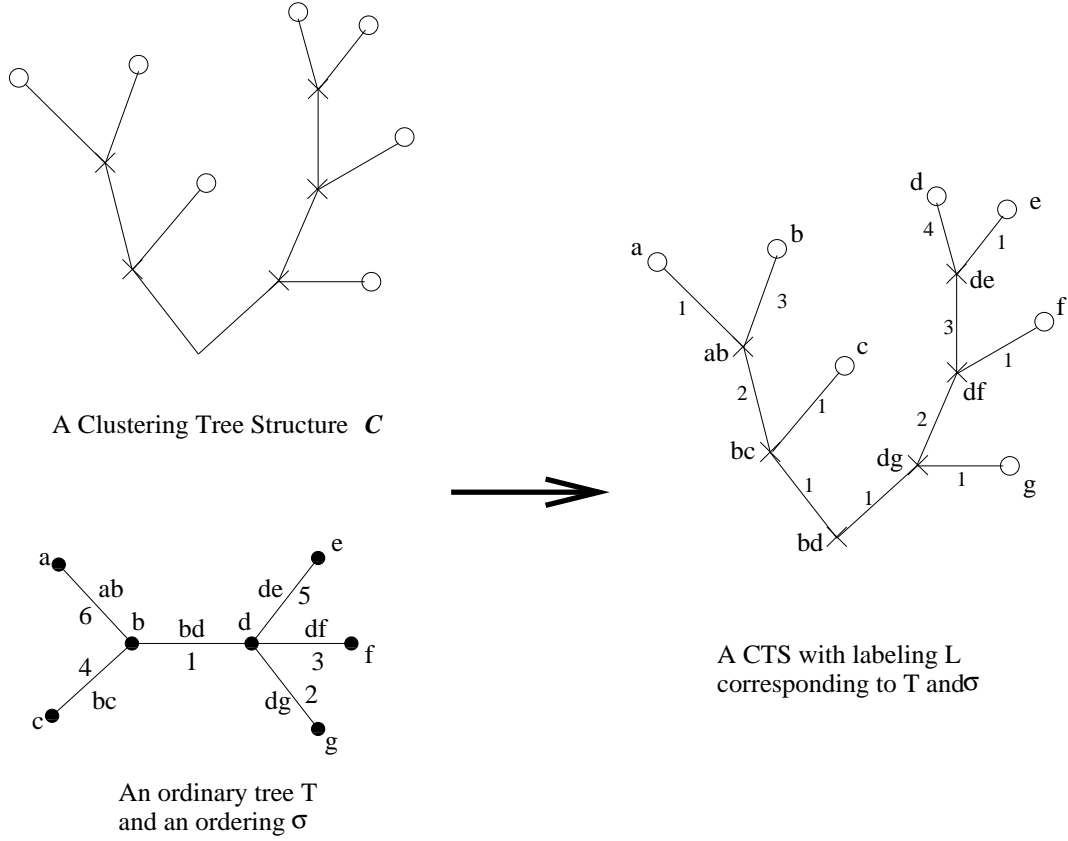 A Clustering Tree Structure C
a
ab
6
b
4
bc
c
bd
1
d
de
5
e
df
3
f
dg
2
g
An ordinary tree T
and an ordering σ
d
e
4
1
de
a
b
1
3
3
f
ab
c
1
df
2
1
2
bc
dg
1
1
1
g
bd
A CTS with labeling L
corresponding to T and σ